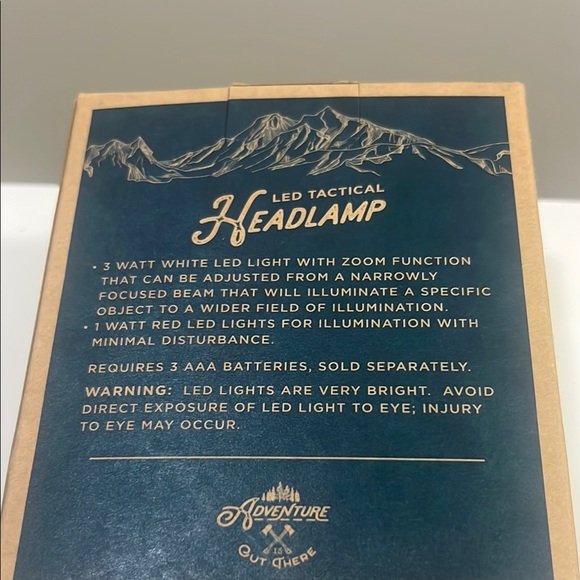 LED TACTICAL
HEADLAMP
• 3 WATT WHITE LED LIGHT WITH ZOOM FUNCTION
THAT CAN BE ADJUSTED FROM A NARROWLY
FOCUSED BEAM THAT WILL ILLUMINATE A SPECIFIC
OBJECT TO A WIDER FIELD OF ILLUMINATION.
• 1 WATT RED LED LIGHTS FOR ILLUMINATION WITH
MINIMAL DISTURBANCE.
REQUIRES 3 AAA BATTERIES, SOLD SEPARATELY.
WARNING: LED LIGHTS ARE VERY BRIGHT. AVOID
DIRECT EXPOSURE OF LED LIGHT TO EYE; INJURY
TO EYE MAY OCCUR.
ADVENTURE
IS
OUT THERE